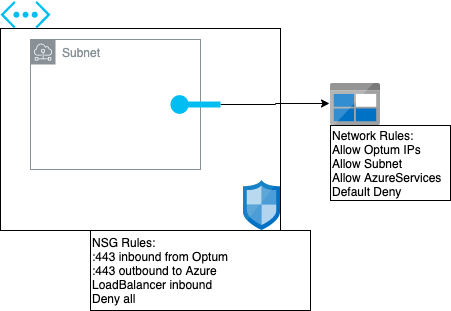 Subnet
Network Rules:
Allow Optum IPs
Allow Subnet
Allow AzureServices
Default Deny
NSG Rules:
:443 inbound from Optum
:443 outbound to Azure
LoadBalancer inbound
Deny all